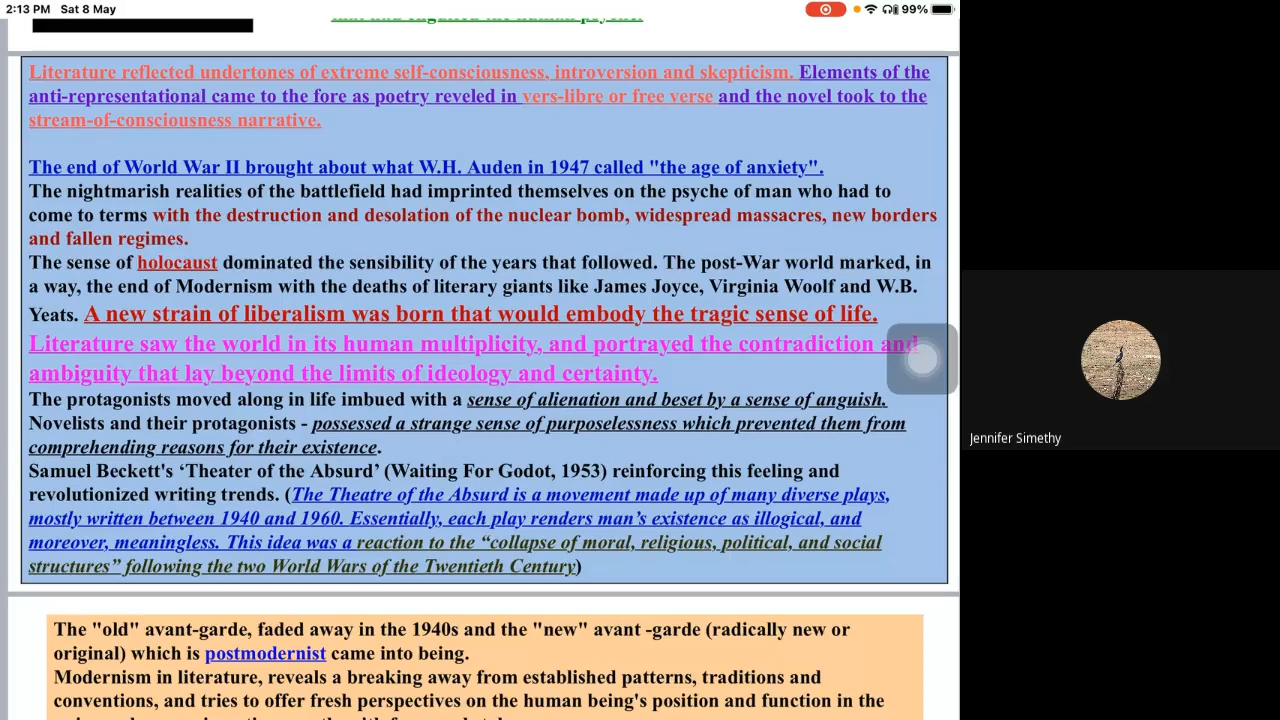 2:13 PM Sat 8 May
99%
that had engulfed the human psyche.
Literature reflected undertones of extreme self-consciousness, introversion and skepticism. Elements of the
anti-representational came to the fore as poetry reveled in vers-libre or free verse and the novel took to the
stream-of-consciousness narrative.
The end of World War II brought about what W.H. Auden in 1947 called "the age of anxiety".
The nightmarish realities of the battlefield had imprinted themselves on the psyche of man who had to
come to terms with the destruction and desolation of the nuclear bomb, widespread massacres, new borders
and fallen regimes.
The sense of holocaust dominated the sensibility of the years that followed. The post-War world marked, in
a way, the end of Modernism with the deaths of literary giants like James Joyce, Virginia Woolf and W.B.
Yeats. A new strain of liberalism was born that would embody the tragic sense of life.
Literature saw the world in its human multiplicity, and portrayed the contradiction and
ambiguity that lay beyond the limits of ideology and certainty.
The protagonists moved along in life imbued with a sense of alienation and beset by a sense of anguish.
Novelists and their protagonists - possessed a strange sense of purposelessness which prevented them from
comprehending reasons for their existence.
Samuel Beckett's ‘Theater of the Absurd’ (Waiting For Godot, 1953) reinforcing this feeling and
revolutionized writing trends. (The Theatre of the Absurd is a movement made up of many diverse plays,
mostly written between 1940 and 1960. Essentially, each play renders man’s existence as illogical, and
moreover, meaningless. This idea was a reaction to the “collapse of moral, religious, political, and social
structures” following the two World Wars of the Twentieth Century)
The "old" avant-garde, faded away in the 1940s and the "new" avant -garde (radically new or
original) which is postmodernist came into being.
Modernism in literature, reveals a breaking away from established patterns, traditions and
conventions, and tries to offer fresh perspectives on the human being's position and function in the
Jennifer Simethy